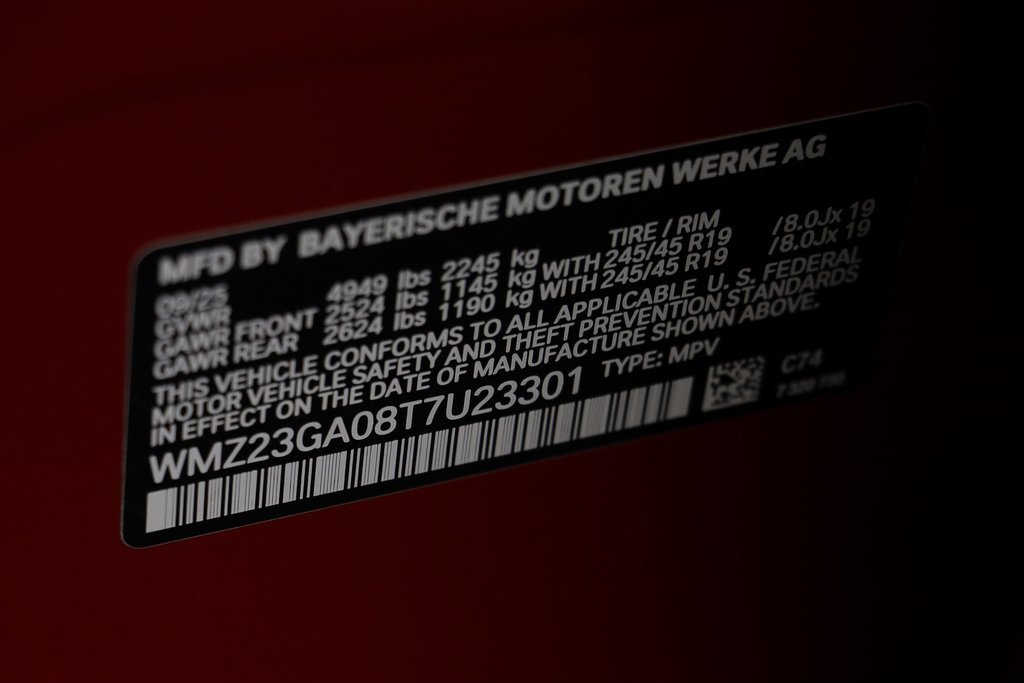 MFD BY BAYERISCHE MOTOREN WERKE AG
09/25 TIRE / RIM
GVWR 4949 lbs 2245 kg
GAWR FRONT 2524 lbs 1145 kg WITH 245/45 R19 /8.0Jx 19
GAWR REAR 2624 lbs 1190 kg WITH 245/45 R19 /8.0Jx 19
THIS VEHICLE CONFORMS TO ALL APPLICABLE U. S. FEDERAL
MOTOR VEHICLE SAFETY AND THEFT PREVENTION STANDARDS
IN EFFECT ON THE DATE OF MANUFACTURE SHOWN ABOVE.
WMZ23GA08T7U23301 TYPE: MPV C74